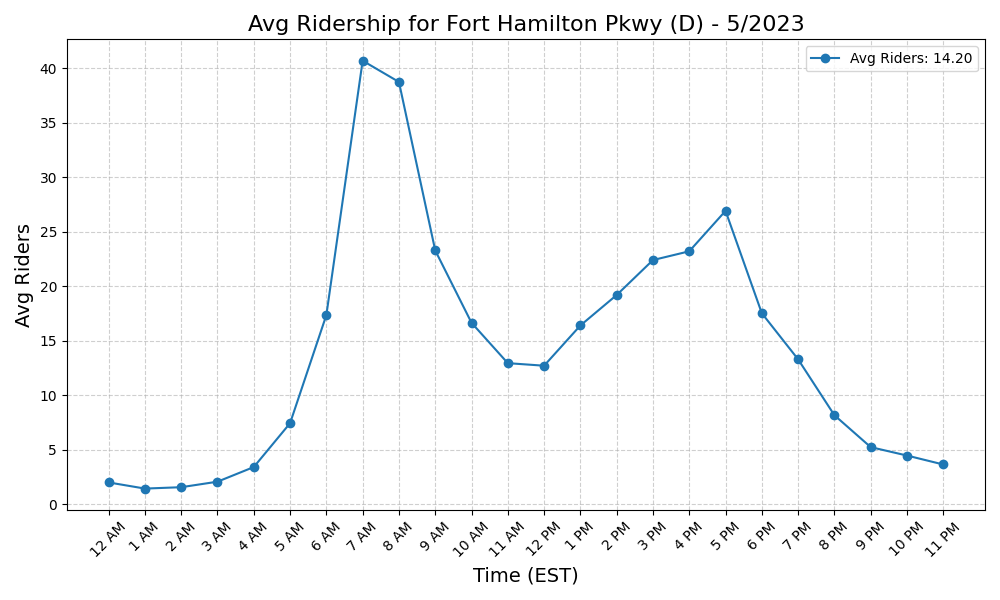 Avg Ridership for Fort Hamilton Pkwy (D) - 5/2023
Avg Riders: 14.20
Avg Riders
40
35
30
25
20
15
10
5
0
12 AM
1 AM
2 AM
3 AM
4 AM
5 AM
6 AM
7 AM
8 AM
9 AM
10 AM
11 AM
12 PM
1 PM
2 PM
3 PM
4 PM
5 PM
6 PM
7 PM
8 PM
9 PM
10 PM
11 PM
Time (EST)